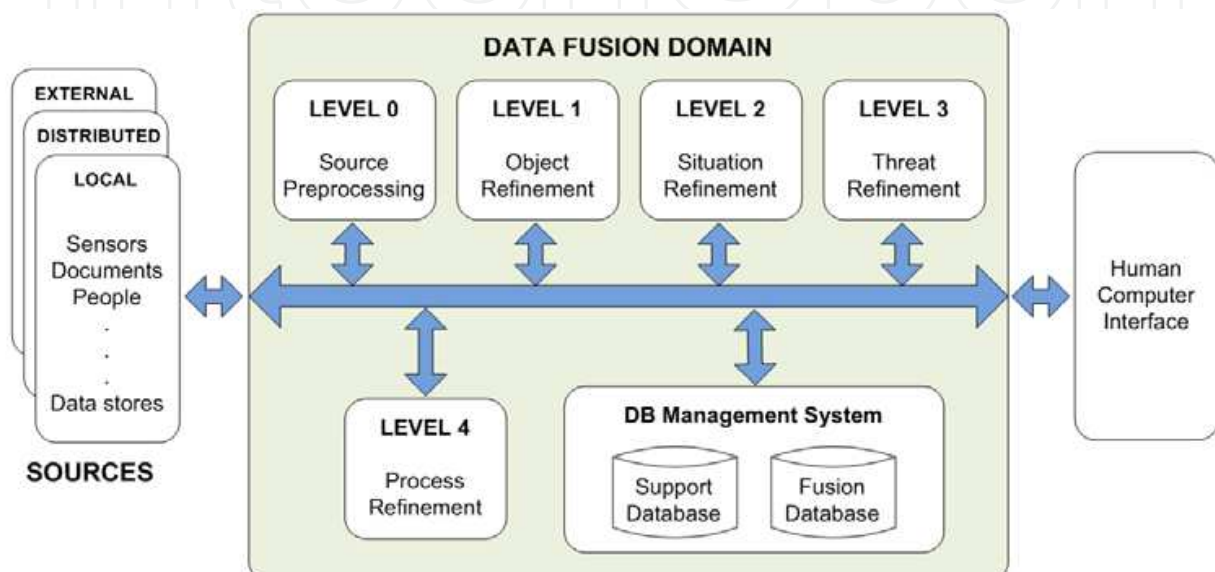 DATA FUSION DOMAIN
EXTERNAL
DISTRIBUTED
LOCAL
Sensors
Documents
People
.
.
.
Data stores
SOURCES
LEVEL 0
Source
Preprocessing
LEVEL 1
Object
Refinement
LEVEL 2
Situation
Refinement
LEVEL 3
Threat
Refinement
LEVEL 4
Process
Refinement
DB Management System
Support
Database
Fusion
Database
Human
Computer
Interface